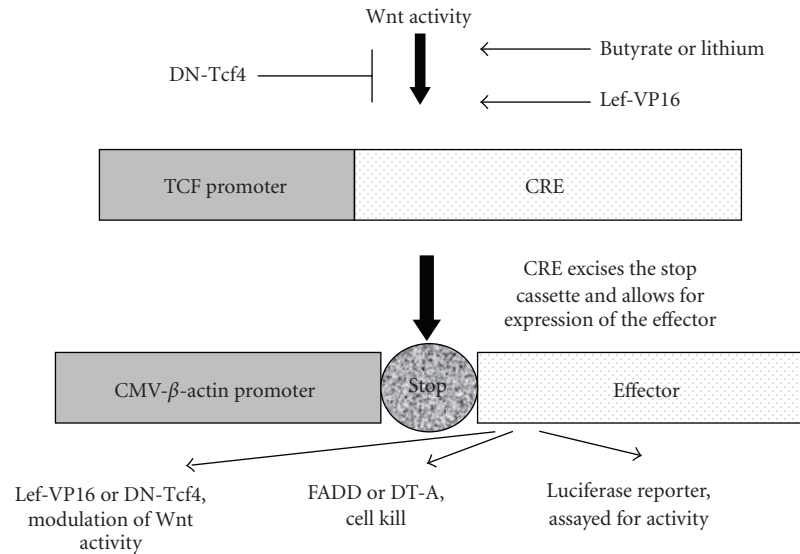 Wnt activity
Butyrate or lithium
DN-Tcf4
Lef-VP16
TCF promoter
CRE
CRE excises the stop
cassette and allows for
expression of the effector
CMV-β-actin promoter
Stop
Effector
Lef-VP16 or DN-Tcf4,
modulation of Wnt
activity
FADD or DT-A,
cell kill
Luciferase reporter,
assayed for activity